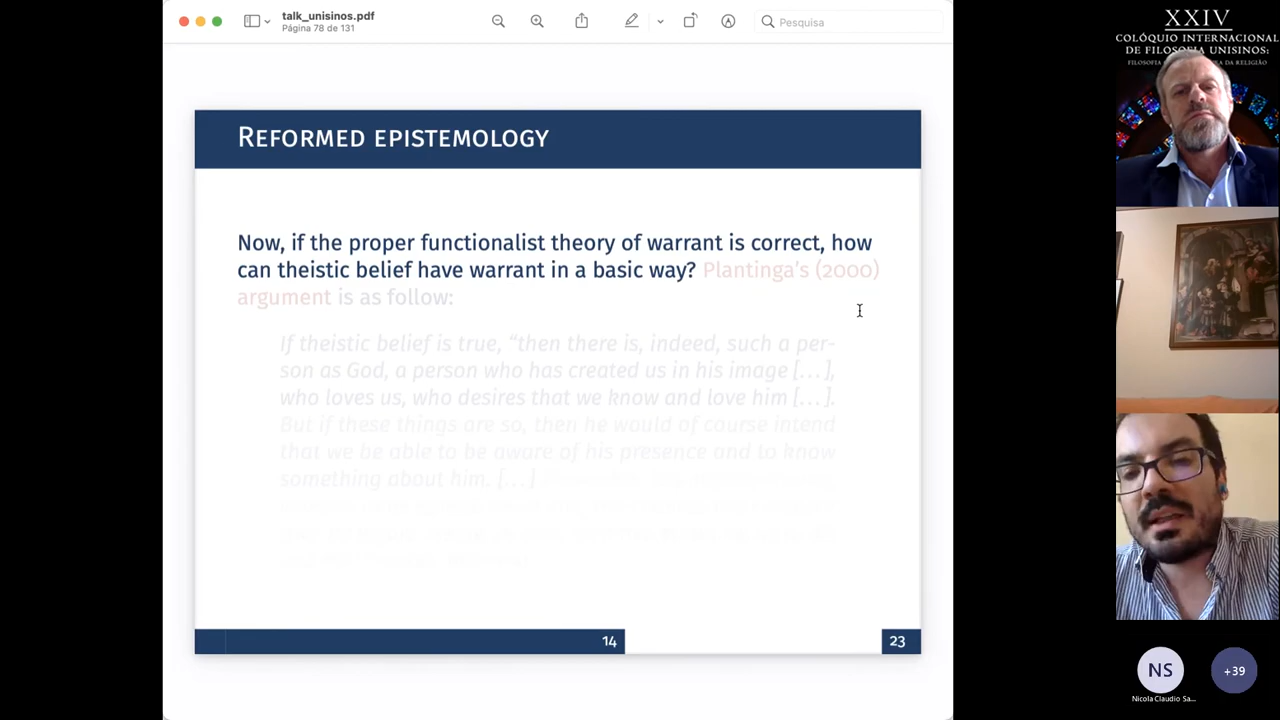 talk_unisinos.pdf
Página 78 de 131
Pesquisa
REFORMED EPISTEMOLOGY
Now, if the proper functionalist theory of warrant is correct, how
can theistic belief have warrant in a basic way? Plantinga's (2000)
argument is as follow:
If theistic belief is true, “then there is, indeed, such a per-
son as God, a person who has created us in his image [...],
who loves us, who desires that we know and love him [...].
But if these things are so, then he would of course intend
that we be able to be aware of his presence and to know
something about him. [...]
14
23
XXIV
COLÓQUIO INTERNACIONAL
DE FILOSOFIA UNISINOS:
NS
Nicola Claudio Sa...
+39